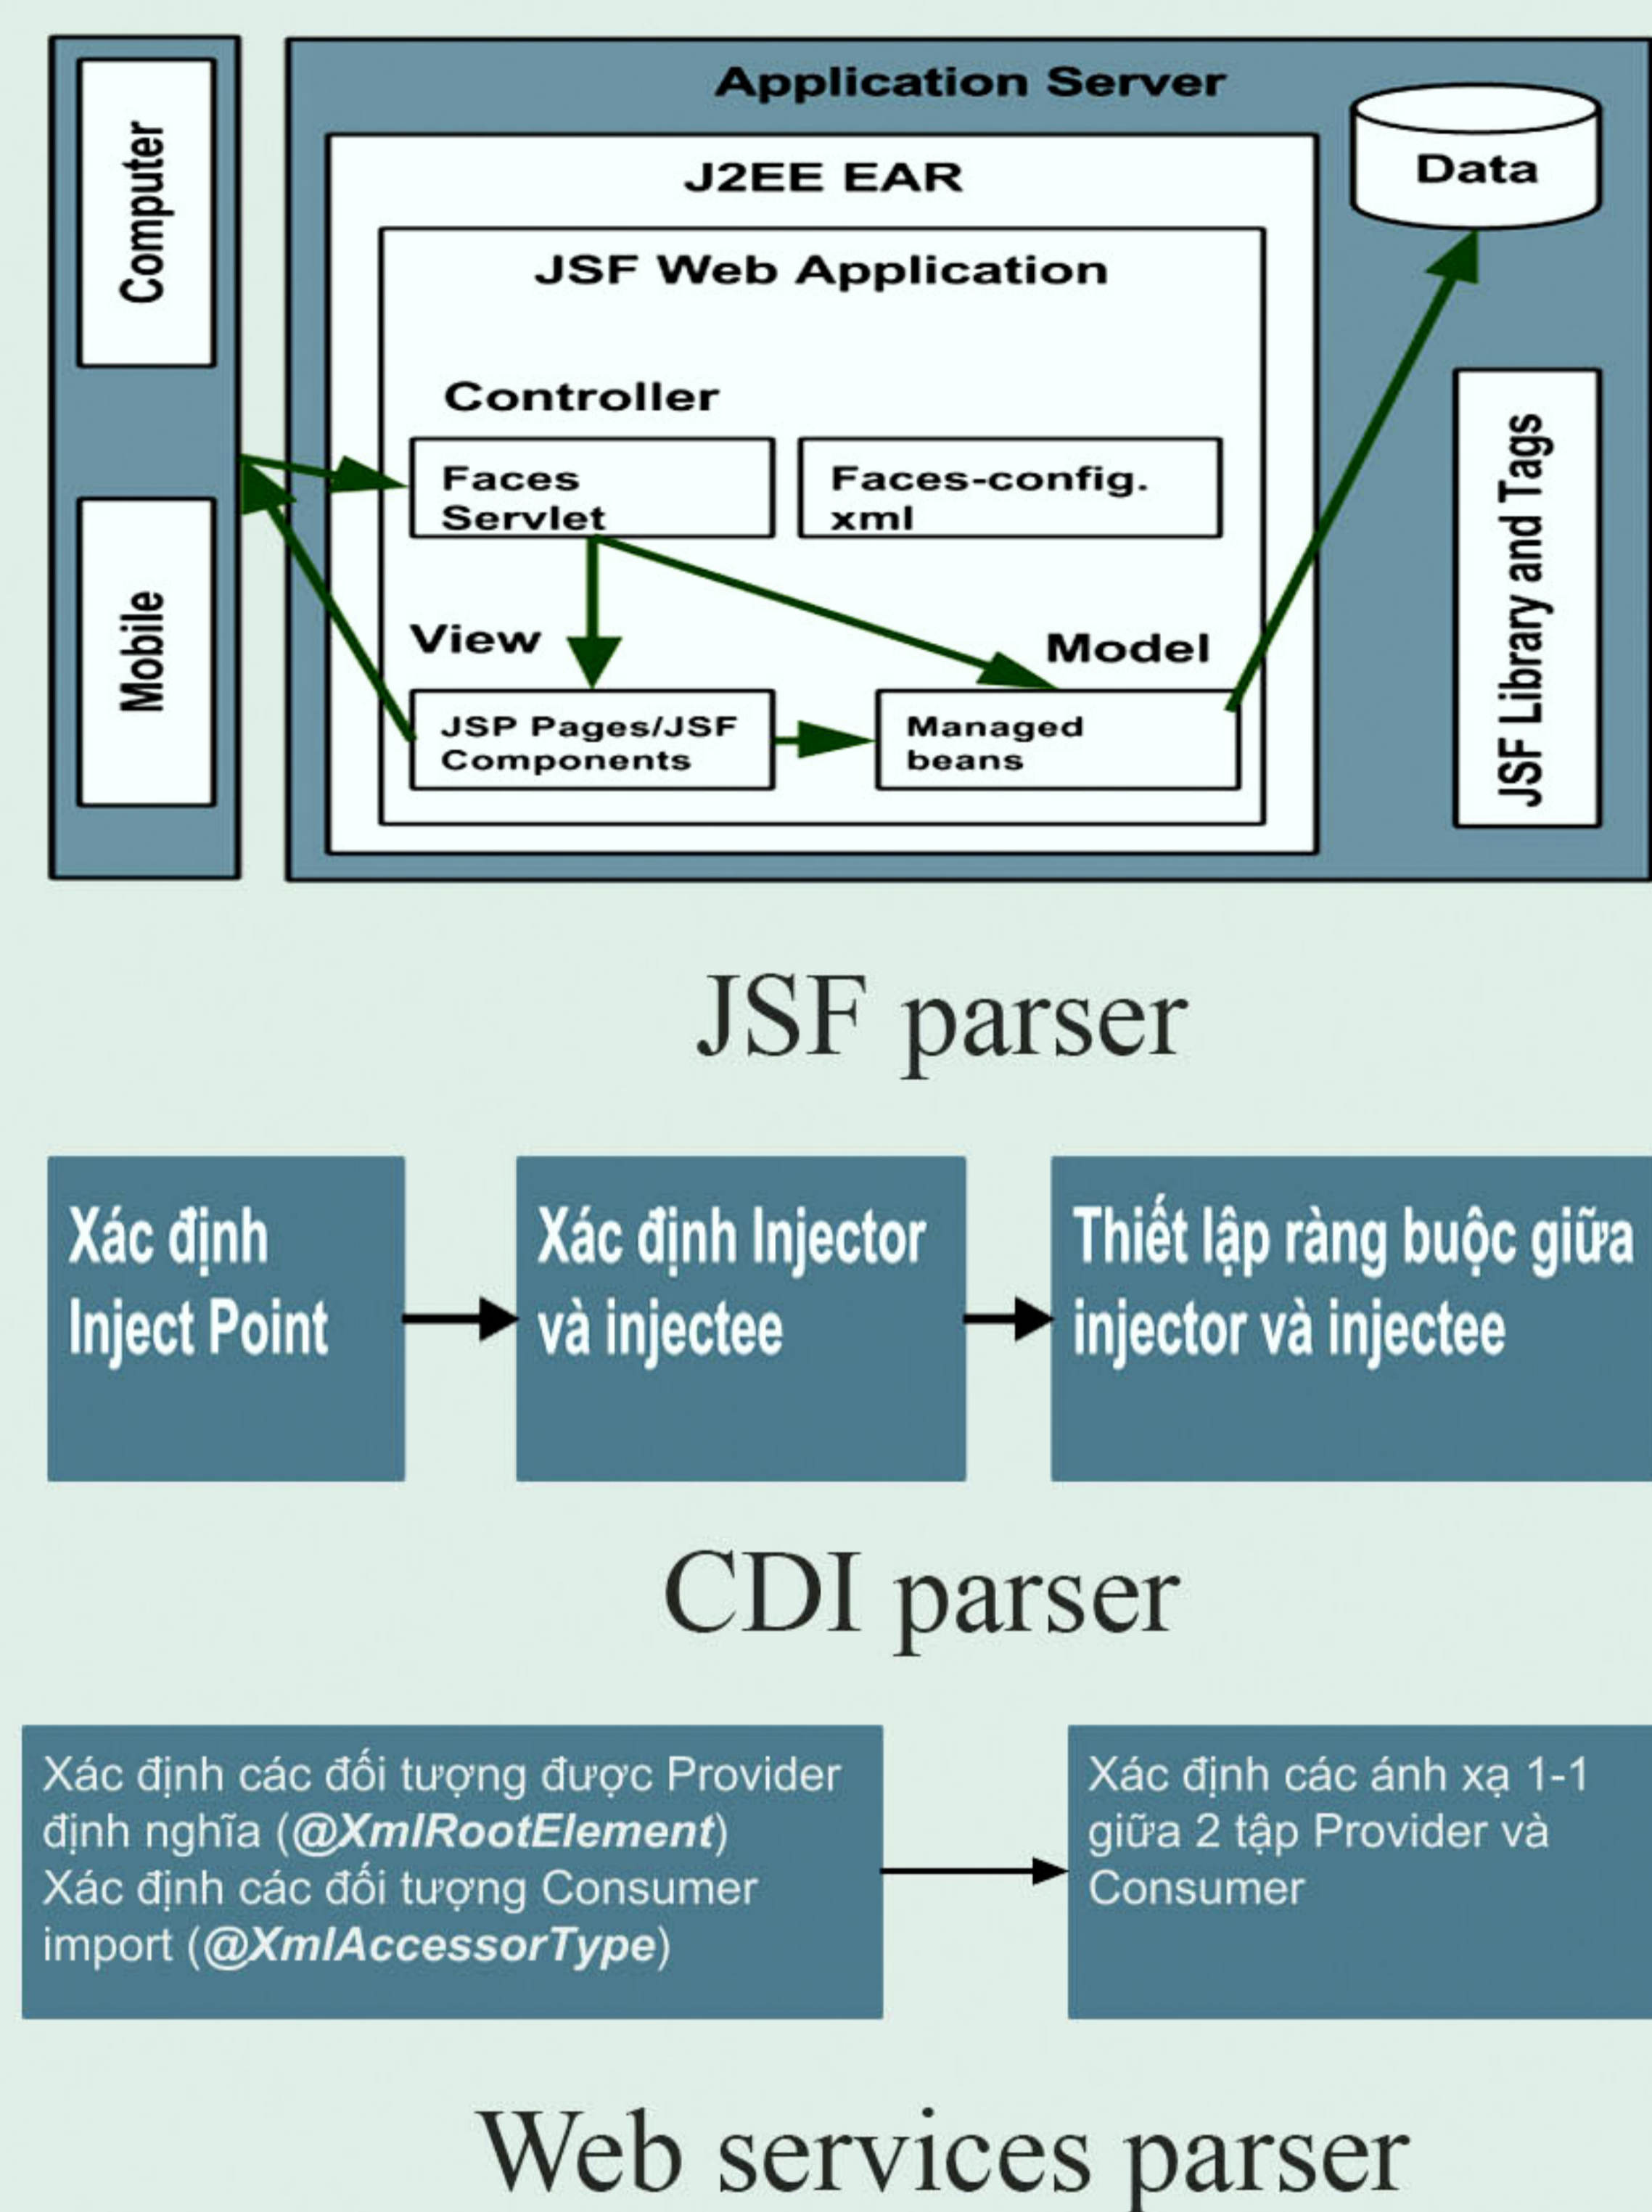 Application Server
Computer
Data
J2EE EAR
JSF Web Application
Controller
Faces
Servlet
Faces-config.
xml
JSF Library and Tags
Mobile
View
Model
JSP Pages/JSF
Components
Managed
beans
JSF parser
Xác định
Inject Point
Xác định Injector
và injectee
Thiết lập ràng buộc giữa
injector và injectee
CDI parser
Xác định các đối tượng được Provider
định nghĩa (@XmlRootElement)
Xác định các đối tượng Consumer
import (@XmlAccessorType)
Xác định các ánh xạ 1-1
giữa 2 tập Provider và
Consumer
Web services parser